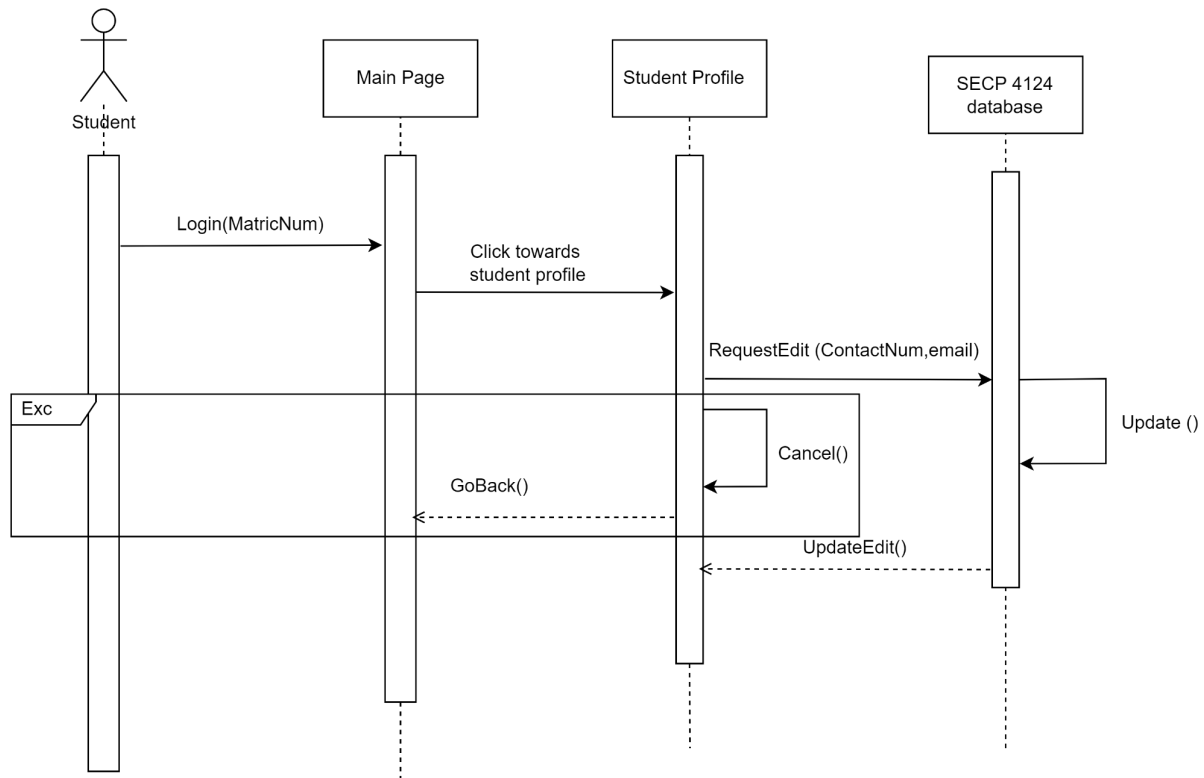 Student
Main Page
Student Profile
SECP 4124
database
Login(MatricNum)
Click towards
student profile
RequestEdit (ContactNum,email)
Exc
Update ()
Cancel()
GoBack()
UpdateEdit()